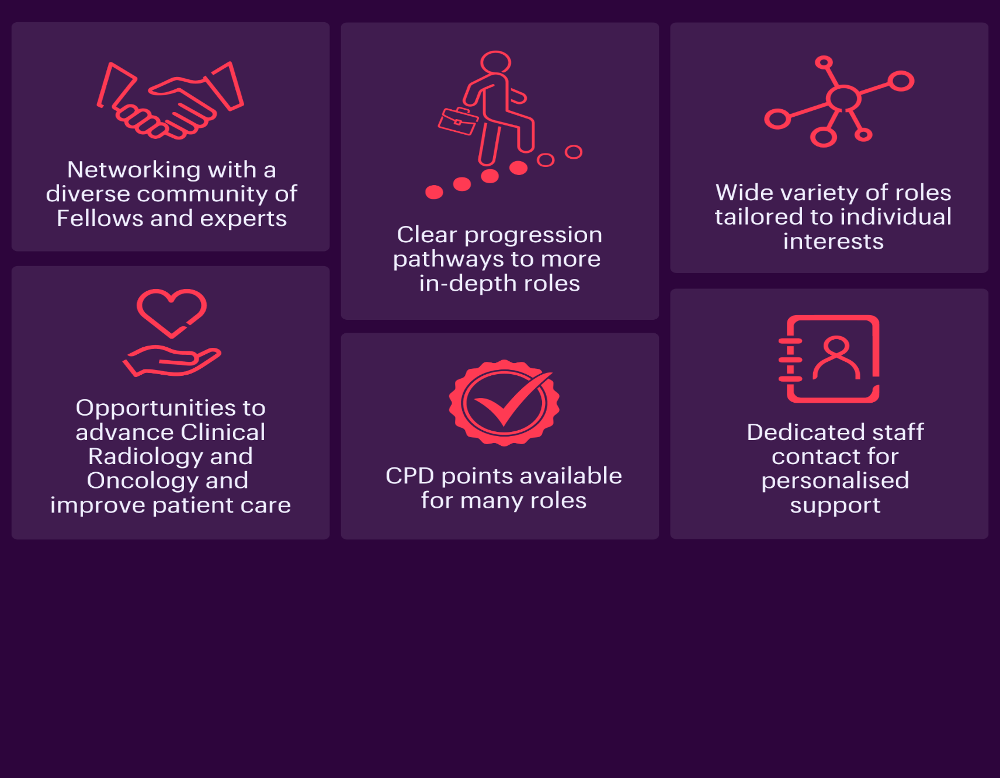 Networking with a
diverse community of
Fellows and experts
Clear progression
pathways to more
in-depth roles
Wide variety of roles
tailored to individual
interests
Opportunities to
advance Clinical
Radiology and
Oncology and
improve patient care
CPD points available
for many roles
Dedicated staff
contact for
personalised
support